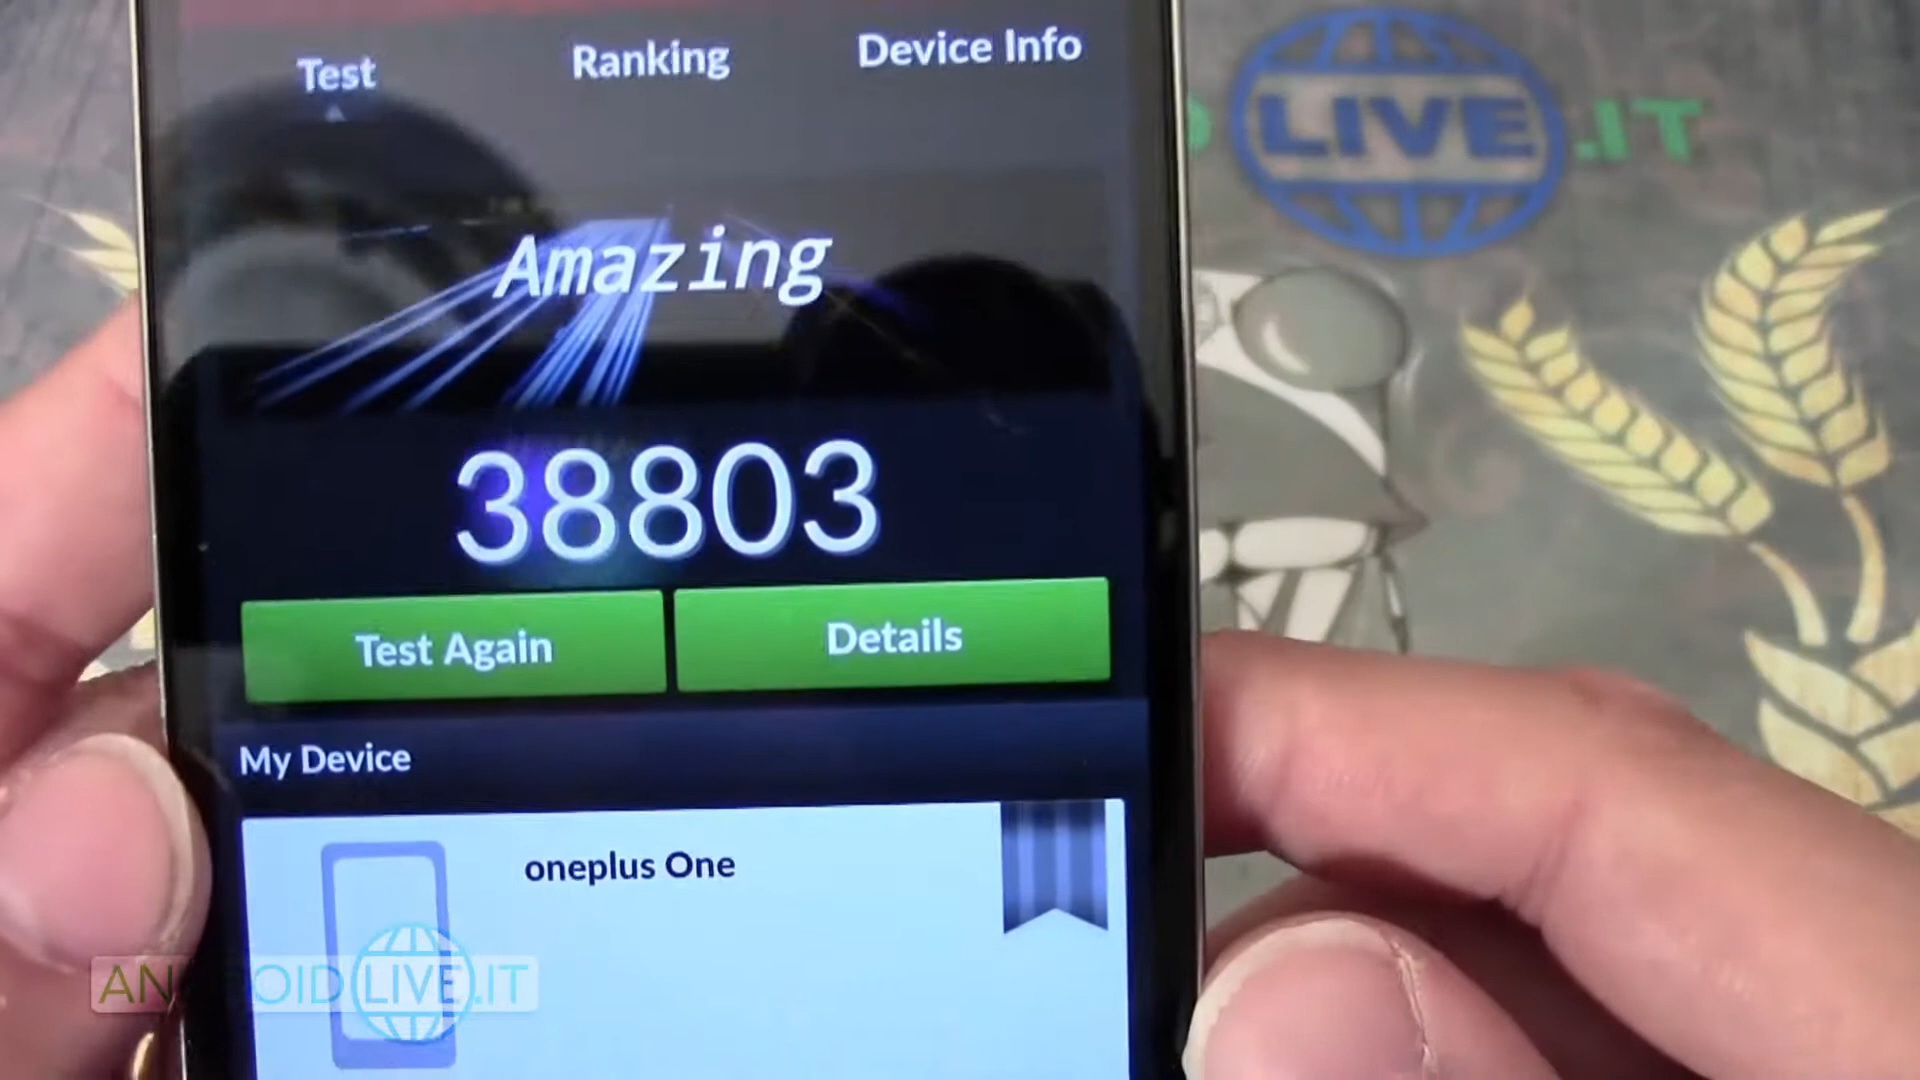 Test Ranking Device Info
LIVE.IT
Amazing
38803
Test Again Details
My Device
oneplus One
ANDROIDLIVE.IT